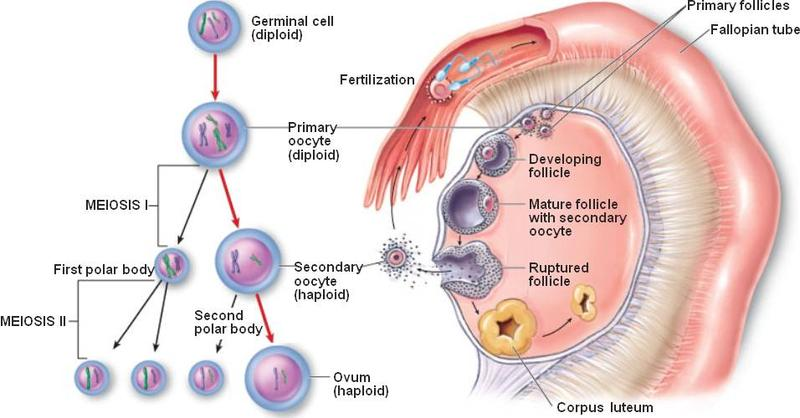 Germinal cell
(diploid)
Primary follicles
Fallopian tube
Fertilization
Primary
oocyte
(diploid)
Developing
follicle
MEIOSIS I
Mature follicle
with secondary
oocyte
First polar body
Secondary
oocyte
(haploid)
Ruptured
follicle
MEIOSIS II
Second
polar body
Ovum
(haploid)
Corpus luteum